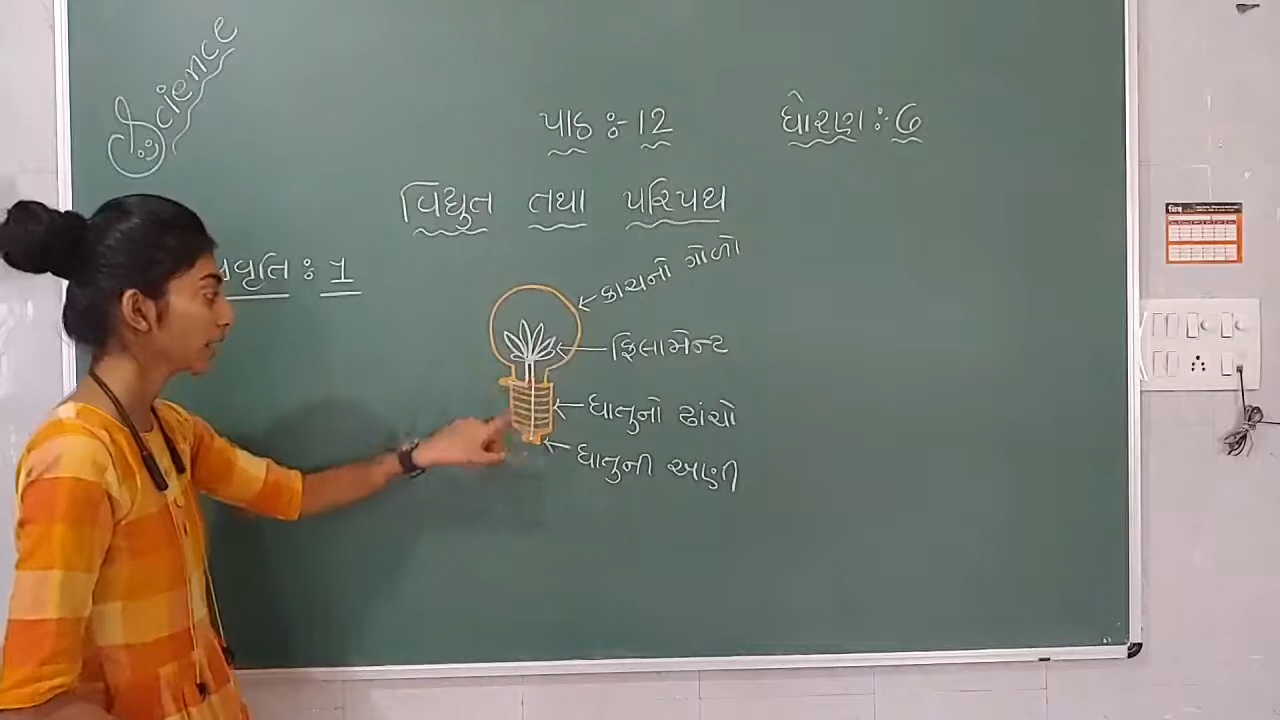 Science
પાઠ :- 12
ધોરણ :- 6
વિદ્યુત તથા પરિપથ
વૃતિ : 1
કાચનો ગોળો
ફિલામેન્ટ
ધાતુનો ઢાંચો
ધાતુની અણી